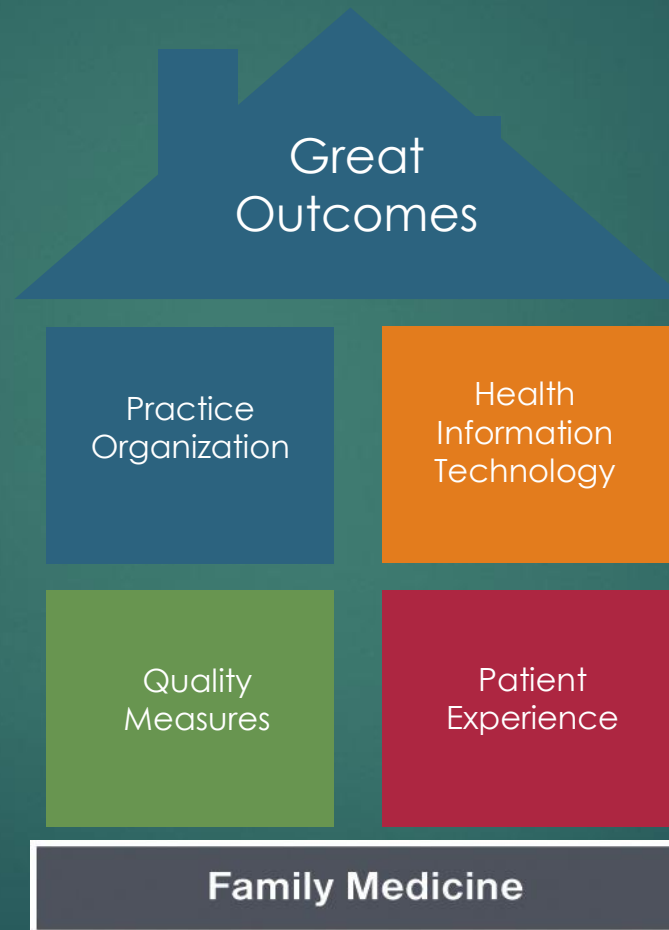 Great
Outcomes
Practice
Organization
Health
Information
Technology
Quality
Measures
Patient
Experience
Family Medicine